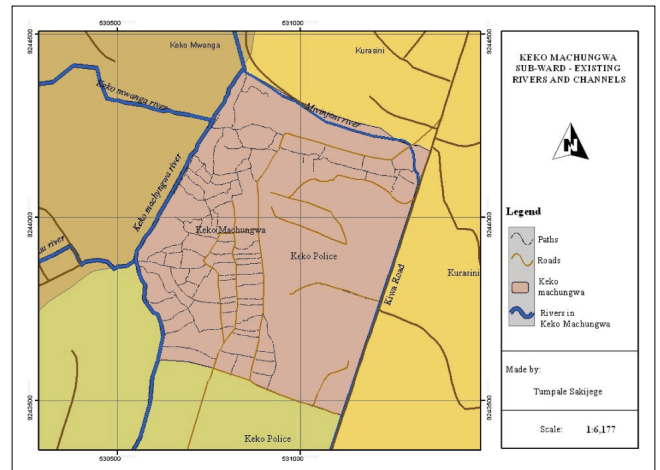 530500
531000
9244500
9244500
Keko Mwanga
Kurasini
Keko mwanga river
Mivinjeni river
Keko machungwa river
9244000
9244000
Keko Machungwa
Keko Police
river
Kiwa Road
Kurasini
9243500
9243500
Keko Police
530500
531000
KEKO MACHUNGWA
SUB-WARD - EXISTING
RIVERS AND CHANNELS
N
Legend
Paths
Roads
Keko
machungwa
Rivers in
Keko Machungwa
Made by:
Tumpale Sakijege
Scale: 1:6,177